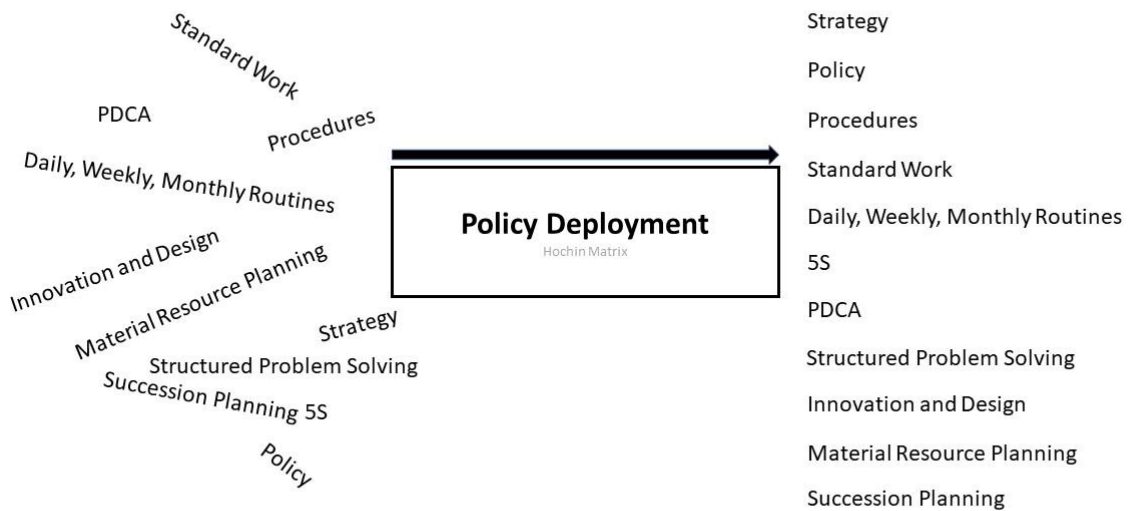 Standard Work
PDCA
Procedures
Daily, Weekly, Monthly Routines
Innovation and Design
Material Resource Planning
Strategy
Structured Problem Solving
Succession Planning 5S
Policy
Policy Deployment
Hochin Matrix
Strategy
Policy
Procedures
Standard Work
Daily, Weekly, Monthly Routines
5S
PDCA
Structured Problem Solving
Innovation and Design
Material Resource Planning
Succession Planning